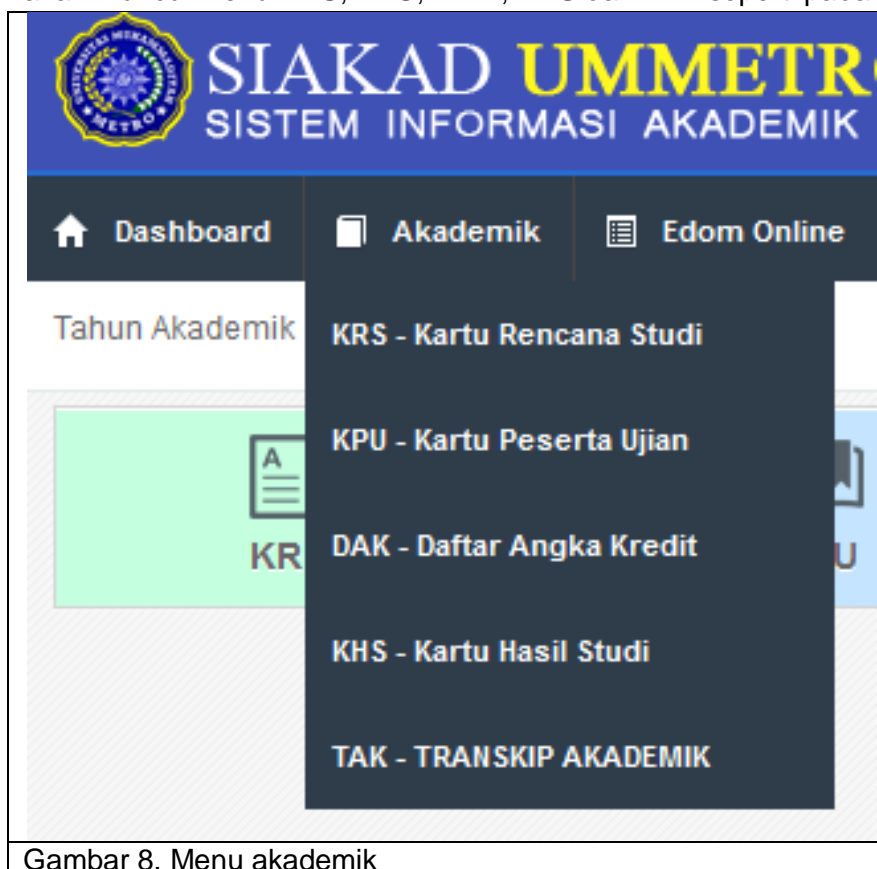 SIAKAD UMMETR
SISTEM INFORMASI AKADEMIK
Dashboard Akademik Edom Online
Tahun Akademik
KRS - Kartu Rencana Studi
KPU - Kartu Peserta Ujian
A
KR
U
DAK - Daftar Angka Kredit
KHS - Kartu Hasil Studi
TAK - TRANSKIP AKADEMIK
Gambar 8. Menu akademik